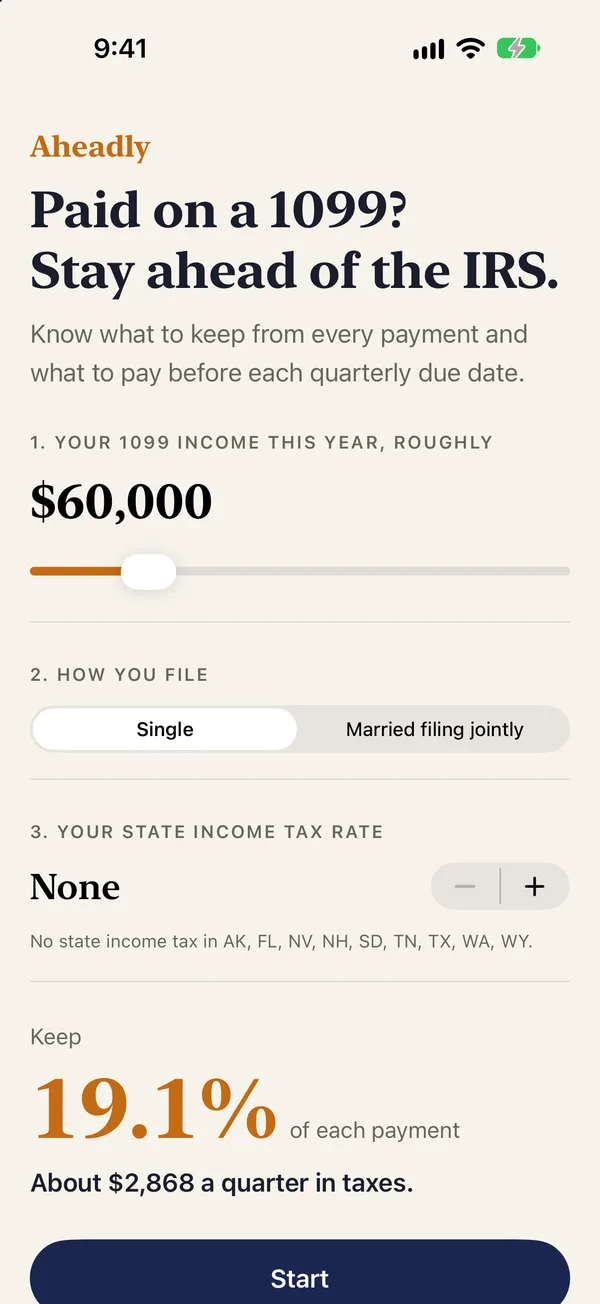 9:41
Aheadly
Paid on a 1099?
Stay ahead of the IRS.
Know what to keep from every payment and
what to pay before each quarterly due date.
1. YOUR 1099 INCOME THIS YEAR, ROUGHLY
$60,000
2. HOW YOU FILE
Single
Married filing jointly
3. YOUR STATE INCOME TAX RATE
None
No state income tax in AK, FL, NV, NH, SD, TN, TX, WA, WY.
Keep
19.1% of each payment
About $2,868 a quarter in taxes.
Start